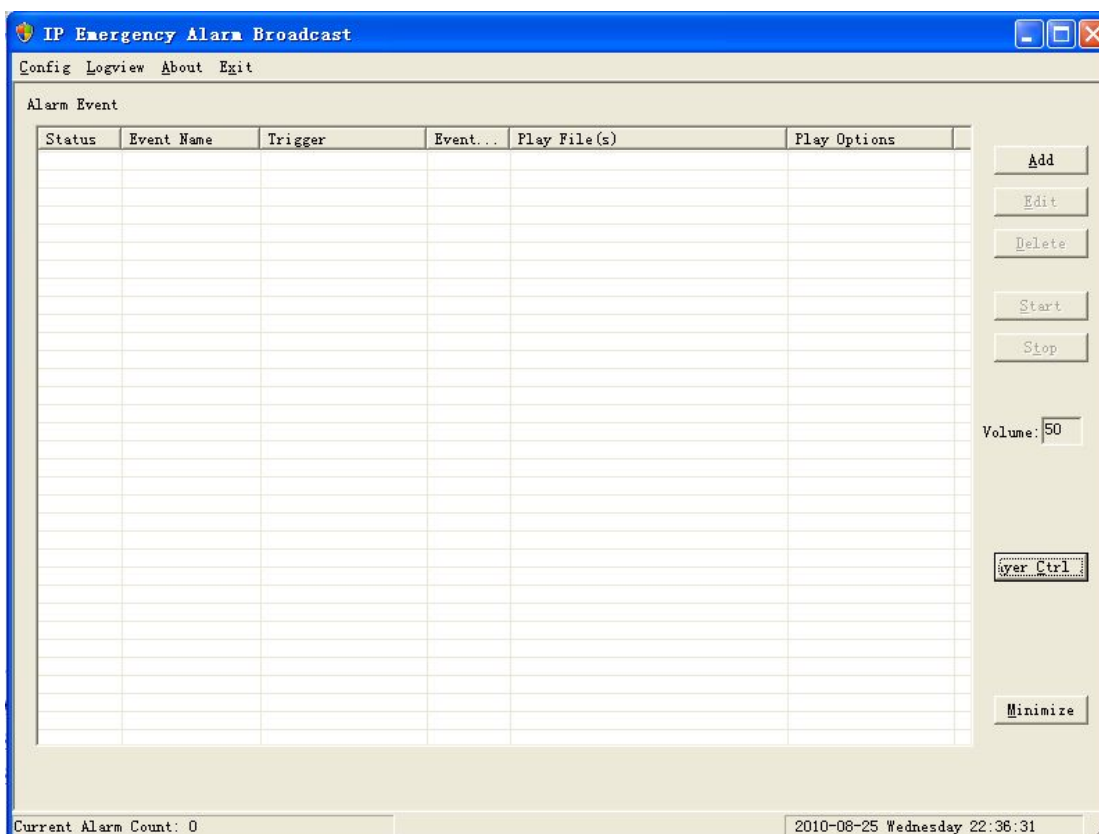 IP Emergency Alarm Broadcast
Config Logview About Exit
Alarm Event
Status Event Name Trigger Event... Play File(s) Play Options
Add
Edit
Delete
Start
Stop
Volume: 50
yer Ctrl
Minimize
Current Alarm Count: 0 2010-08-25 Wednesday 22:36:31